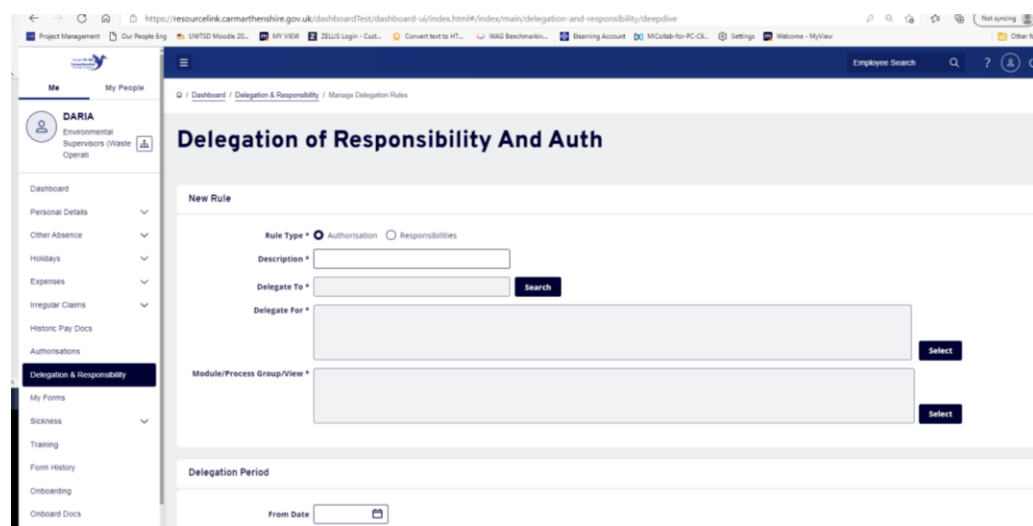 https://resourcelink.carmarthenshire.gov.uk/dashboardTest/dashboard-ui/index.html#/index/main/delegation-and-responsibility/deepdive
Not syncing
Project Management Our People Eng UWTSD Moodle 20... MY VIEW ZELLIS Login - Cust... Convert text to HT... WAG Benchmarkin... Elearning Account MiCollab-for-PC-Cli... Settings Welcome - MyView Other
Employee Search ?
Me My People
/ Dashboard / Delegation & Responsibility / Manage Delegation Rules
DARIA
Environmental
Supervisors (Waste
Operati
Delegation of Responsibility And Auth
Dashboard
Personal Details
Other Absence
Holidays
Expenses
Irregular Claims
Historic Pay Docs
Authorisations
Delegation & Responsibility
My Forms
Sickness
Training
Form History
Onboarding
Onboard Docs
New Rule
Rule Type * Authorisation Responsibilities
Description *
Delegate To * Search
Delegate For *
Select
Module/Process Group/View *
Select
Delegation Period
From Date